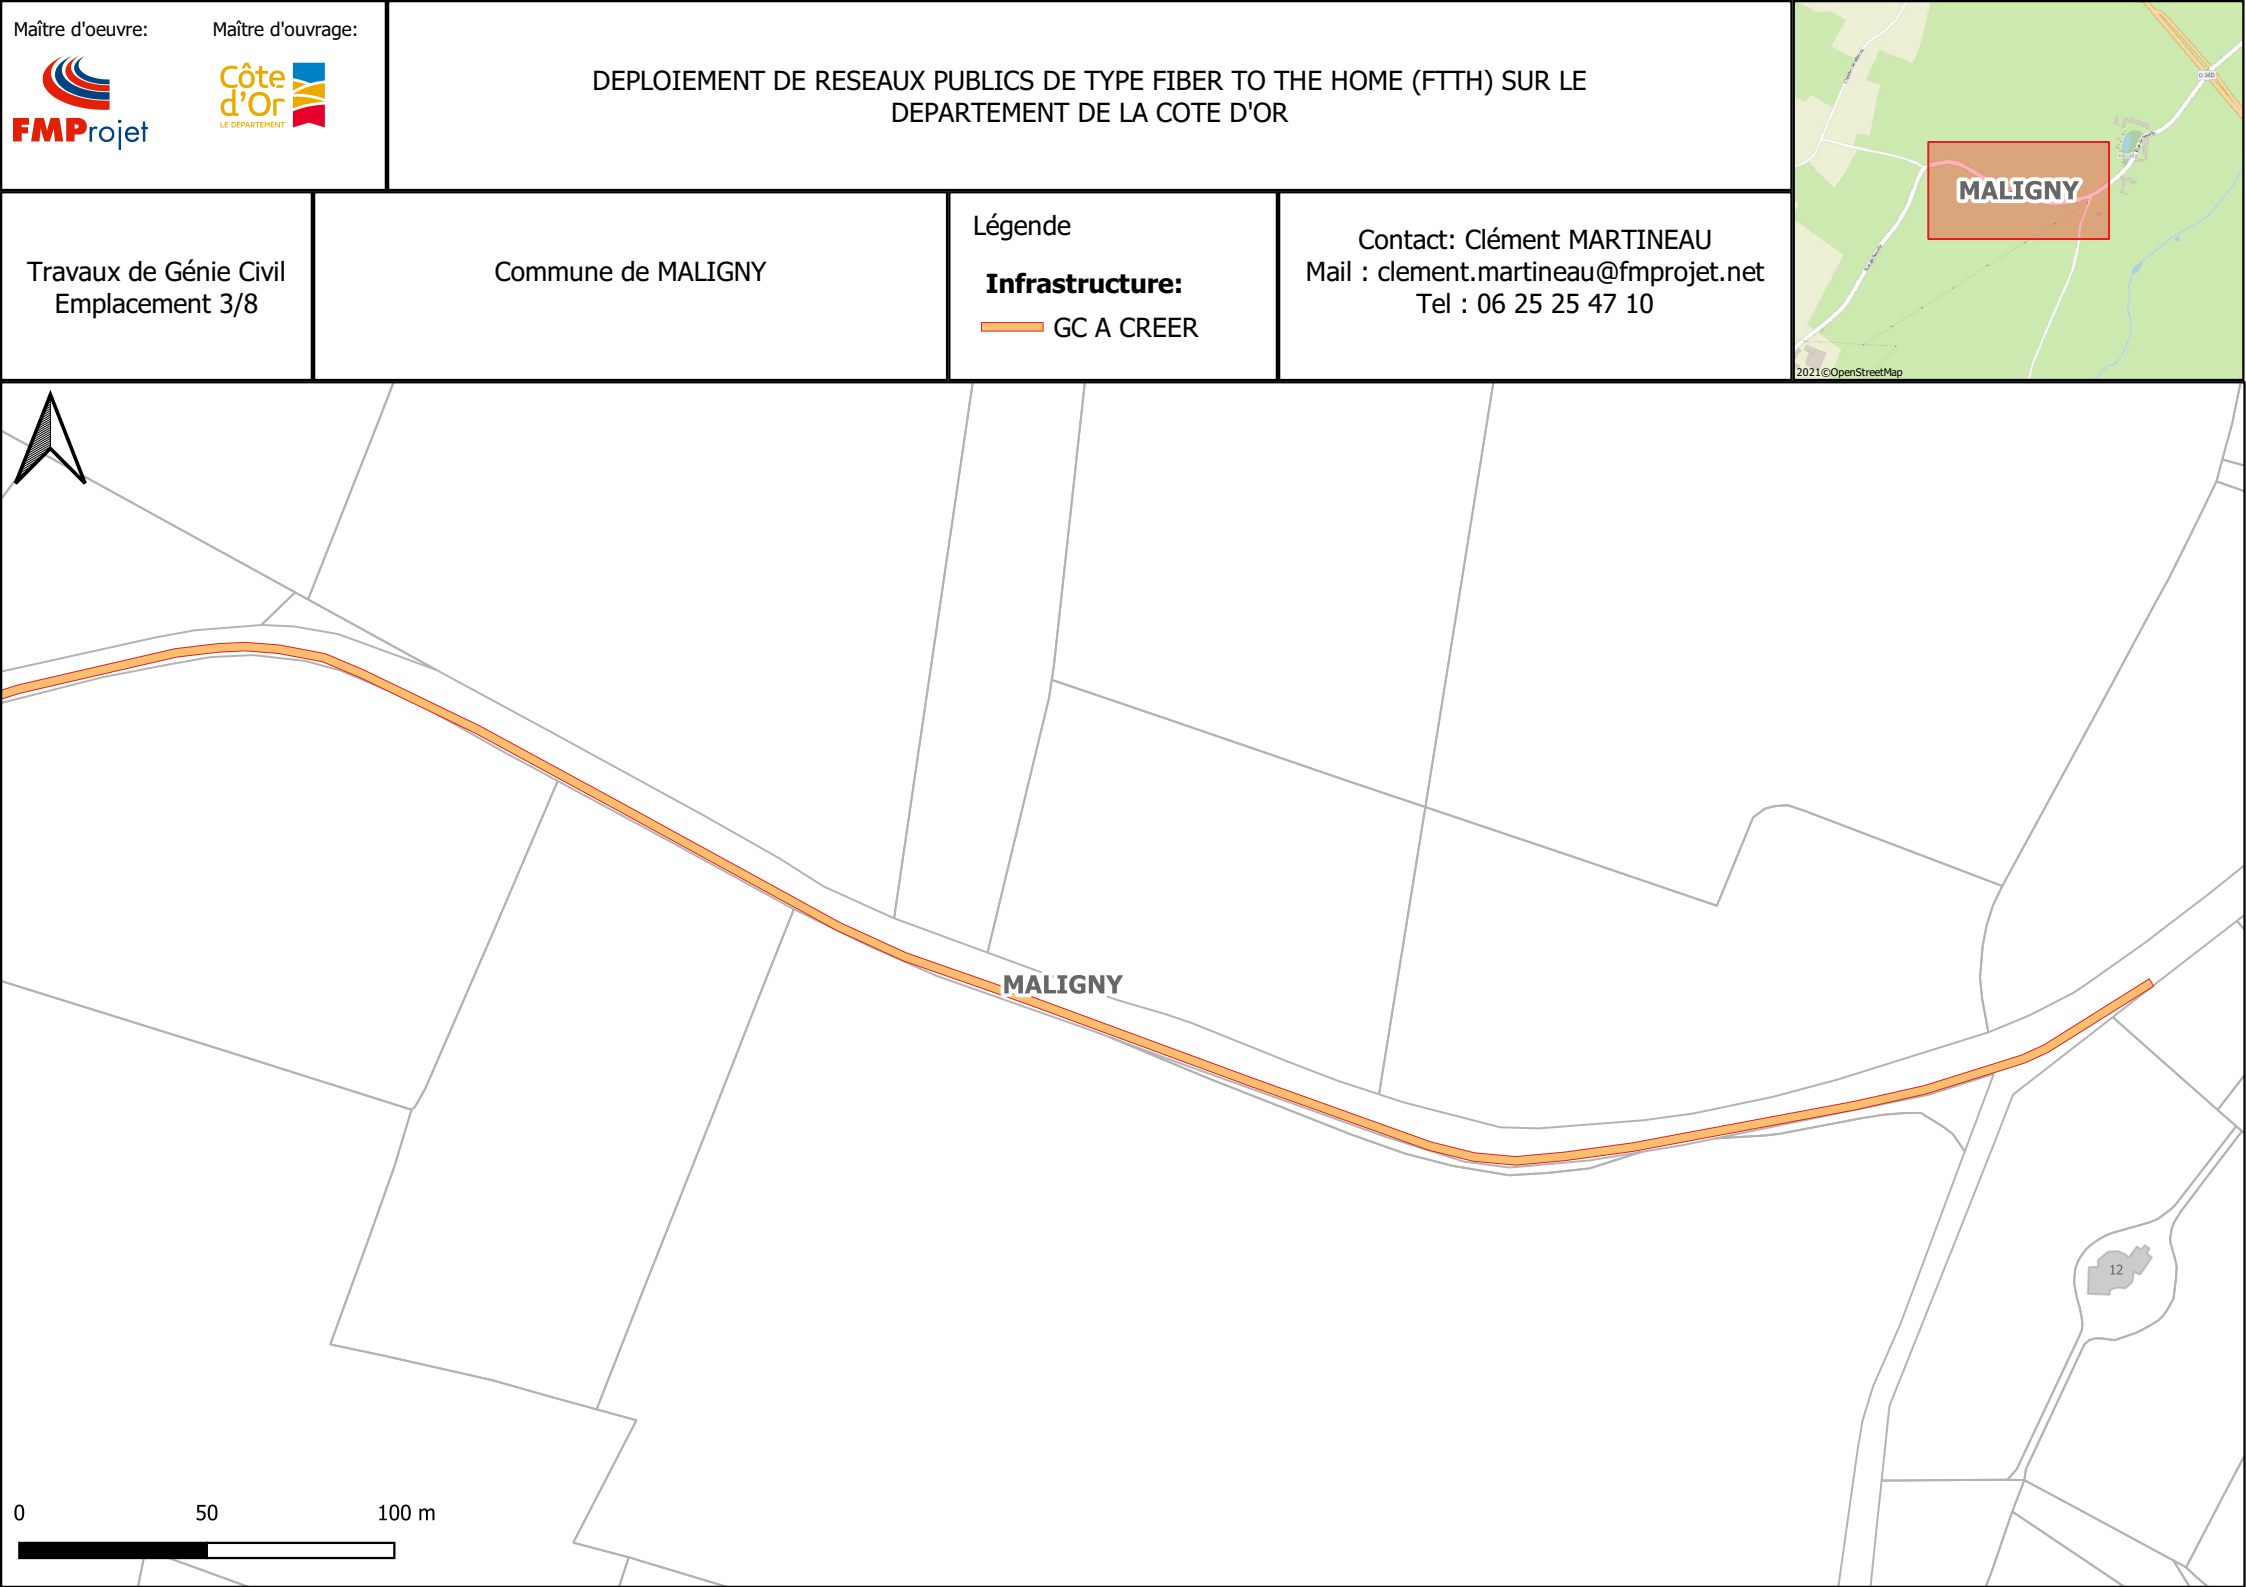 Maître d'oeuvre:
Maître d'ouvrage:
FMProjet
Côte
d'Or
LE DÉPARTEMENT
DEPLOIEMENT DE RESEAUX PUBLICS DE TYPE FIBER TO THE HOME (FTTH) SUR LE
DEPARTEMENT DE LA COTE D'OR
Travaux de Génie Civil
Emplacement 3/8
Commune de MALIGNY
Légende
Infrastructure:
GC A CREER
Contact: Clément MARTINEAU
Mail : clement.martineau@fmprojet.net
Tel : 06 25 25 47 10
MALIGNY
2021©OpenStreetMap
MALIGNY
12
0 50 100 m